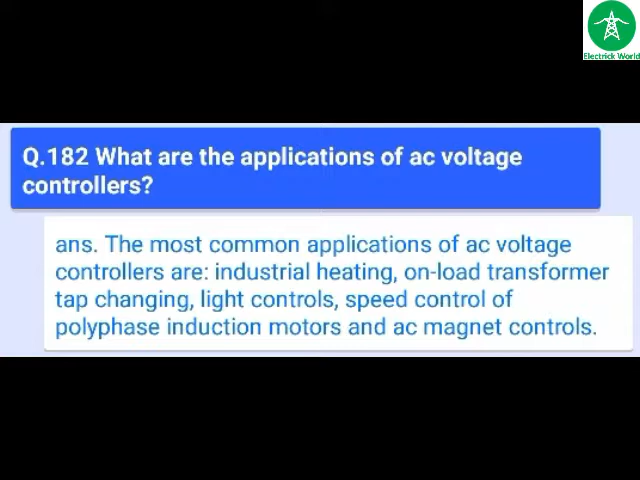 Electrick World
Q.182 What are the applications of ac voltage
controllers?
ans. The most common applications of ac voltage
controllers are: industrial heating, on-load transformer
tap changing, light controls, speed control of
polyphase induction motors and ac magnet controls.